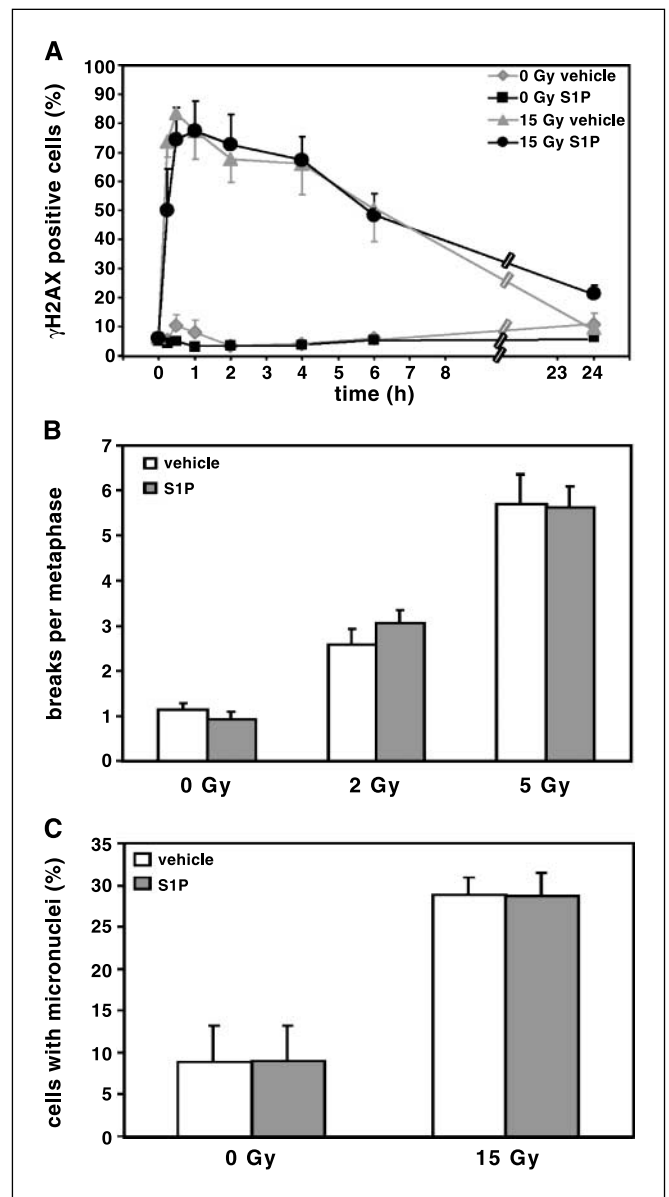 A
100
90
80
70
60
50
40
30
20
10
0
γH2AX positive cells (%)
0 Gy vehicle
0 Gy S1P
15 Gy vehicle
15 Gy S1P
0 1 2 3 4 5 6 7 8 23 24
time (h)
B
7
6
5
4
3
2
1
0
breaks per metaphase
vehicle
S1P
0 Gy 2 Gy 5 Gy
C
35
30
25
20
15
10
5
0
cells with micronuclei (%)
vehicle
S1P
0 Gy 15 Gy